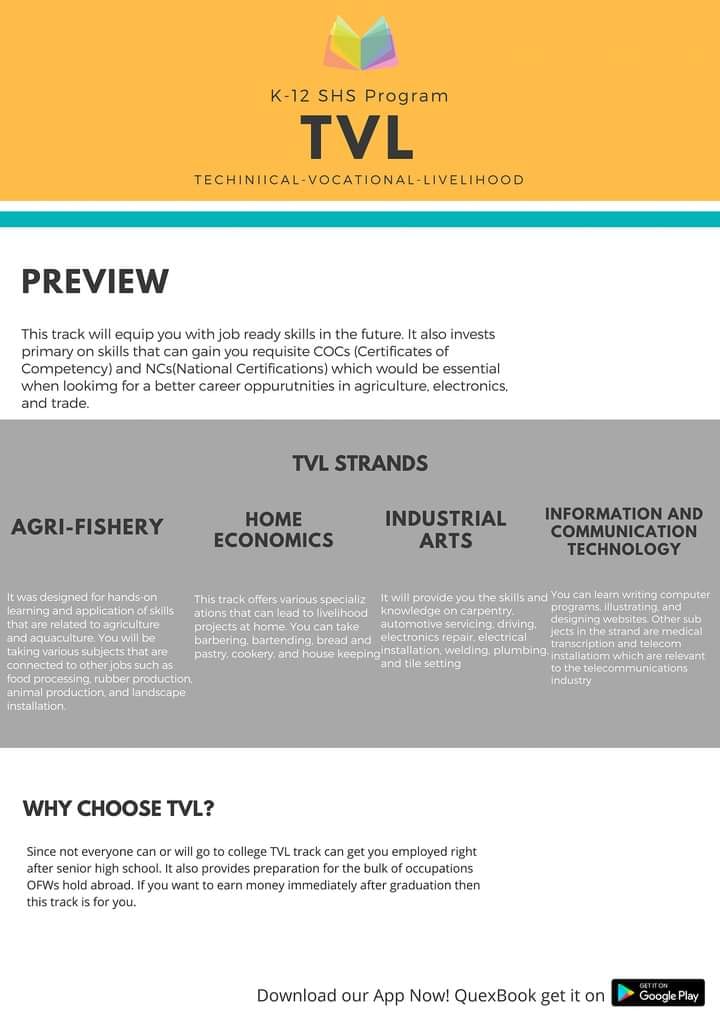 K-12 SHS Program
TVL
TECHINIICAL-VOCATIONAL-LIVELIHOOD
PREVIEW
This track will equip you with job ready skills in the future. It also invests
primary on skills that can gain you requisite COCs (Certificates of
Competency) and NCs(National Certifications) which would be essential
when lookimg for a better career oppurutnities in agriculture, electronics,
and trade.
TVL STRANDS
AGRI-FISHERY
It was designed for hands-on
learning and application of skills
that are related to agriculture
and aquaculture. You will be
taking various subjects that are
connected to other jobs such as
food processing, rubber production,
animal production, and landscape
installation.
HOME
ECONOMICS
This track offers various specializ
ations that can lead to livelihood
projects at home. You can take
barbering, bartending, bread and
pastry, cookery, and house keeping
INDUSTRIAL
ARTS
It will provide you the skills and
knowledge on carpentry,
automotive servicing, driving,
electronics repair, electrical
installation, welding, plumbing,
and tile setting
INFORMATION AND
COMMUNICATION
TECHNOLOGY
You can learn writing computer
programs, illustrating, and
designing websites. Other sub
jects in the strand are medical
transcription and telecom
installatiom which are relevant
to the telecommunications
industry
WHY CHOOSE TVL?
Since not everyone can or will go to college TVL track can get you employed right
after senior high school. It also provides preparation for the bulk of occupations
OFWs hold abroad. If you want to earn money immediately after graduation then
this track is for you.
Download our App Now! QuexBook get it on
GET IT ON
Google Play